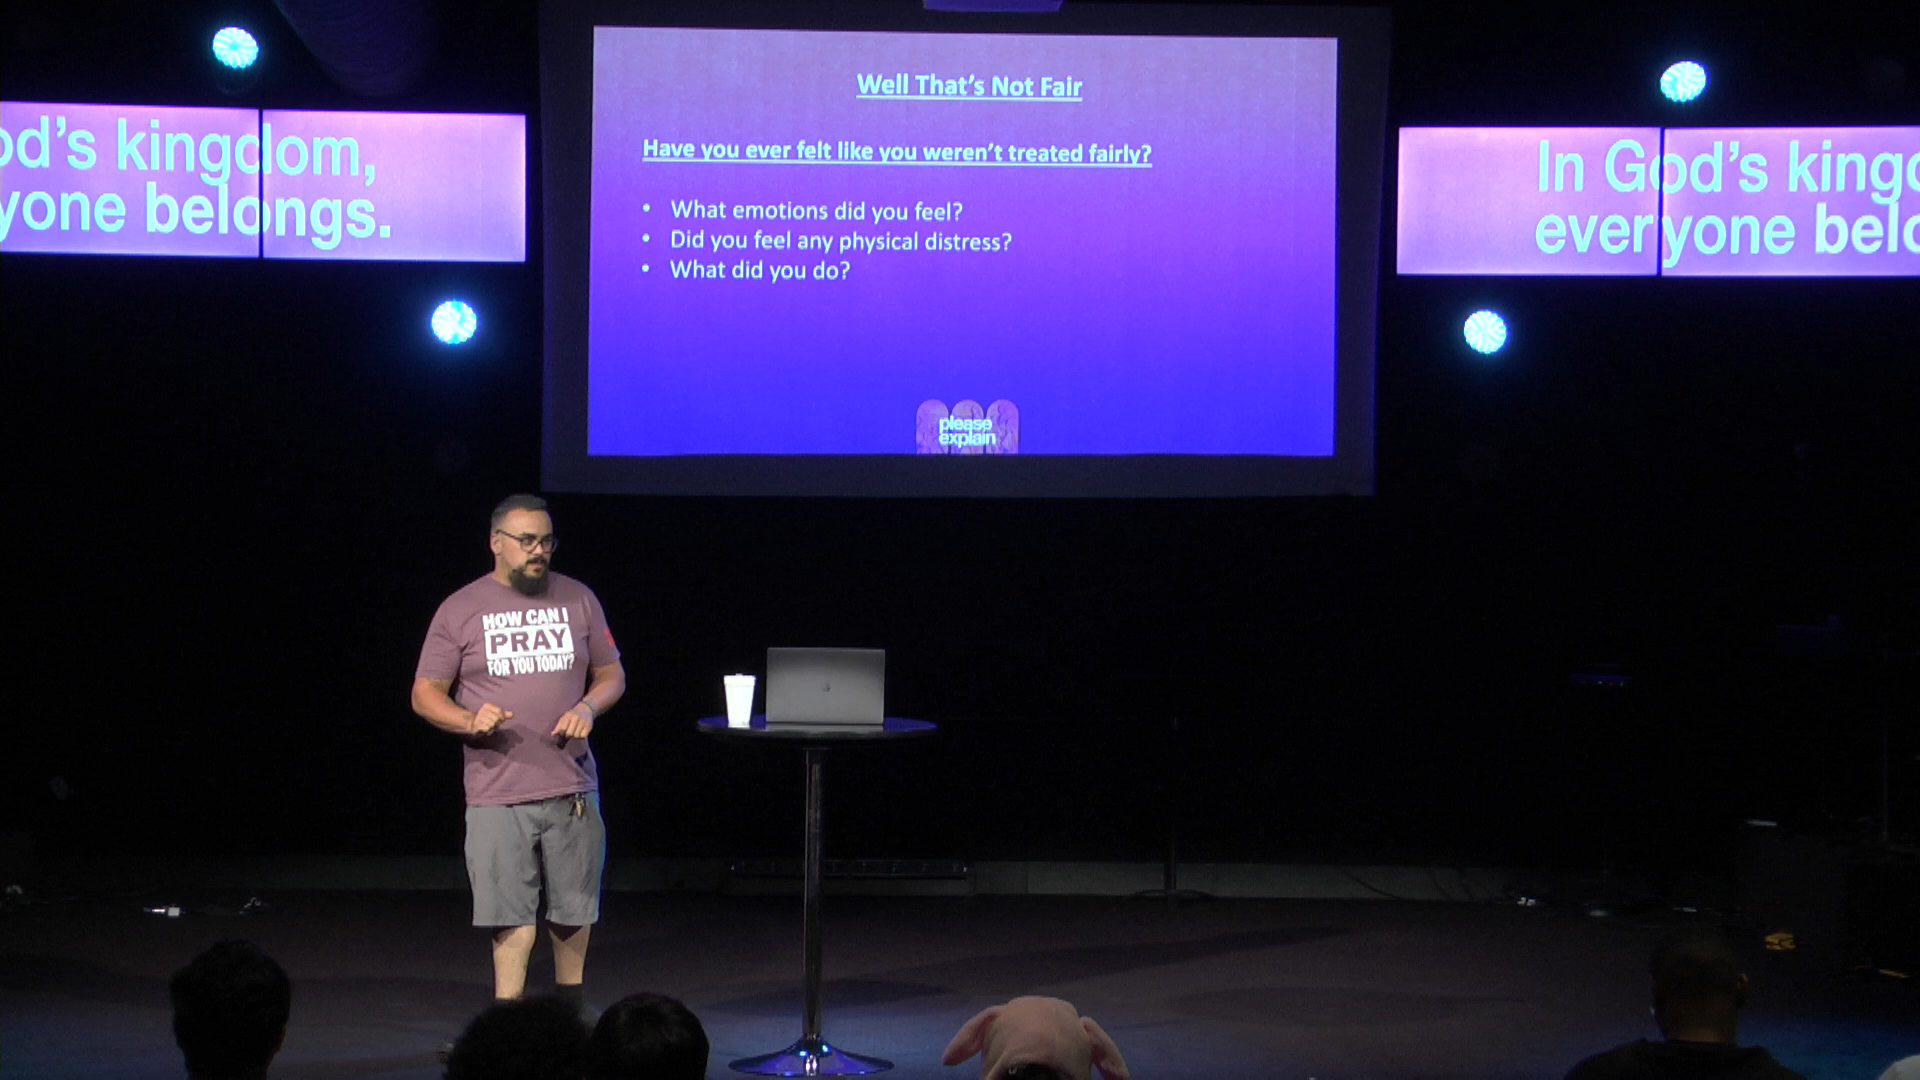 Well That's Not Fair
Have you ever felt like you weren't treated fairly?
• What emotions did you feel?
• Did you feel any physical distress?
• What did you do?
please
explain
od's kingdom,
yone belongs.
In God's kingd
everyone belo
HOW CAN I
PRAY
FOR YOU TODAY?